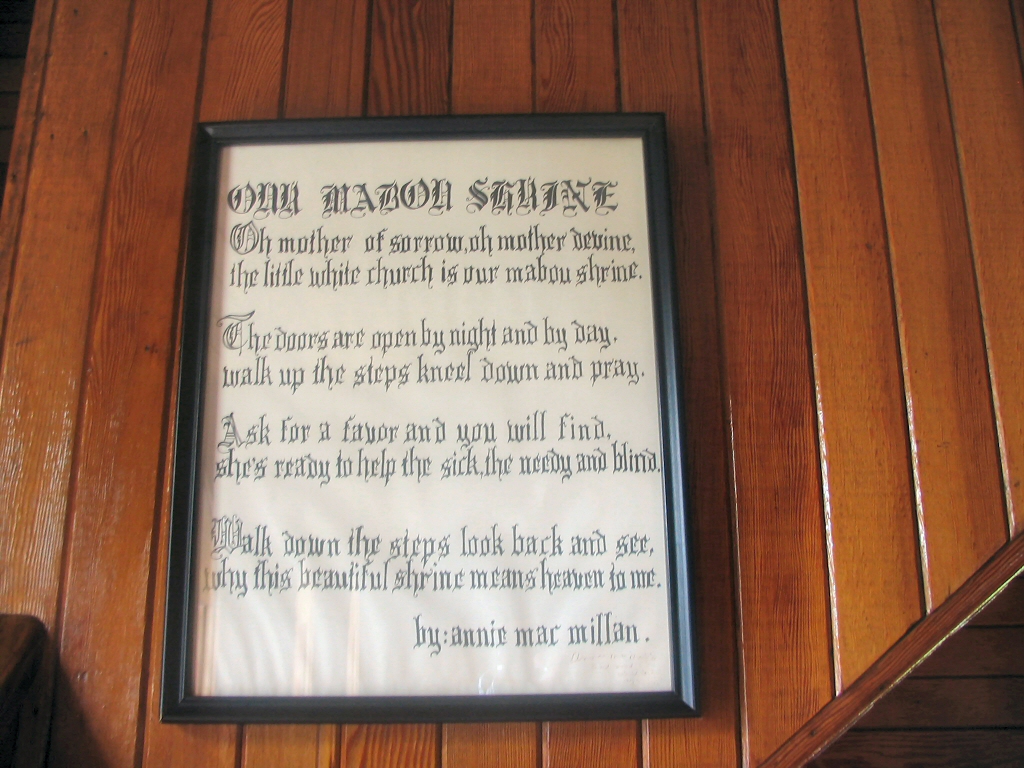 OUR MABOU SHRINE
Oh mother of sorrow, oh mother devine,
the little white church is our mabou shrine.
The doors are open by night and by day,
walk up the steps kneel down and pray.
Ask for a favor and you will find,
she's ready to help the sick, the needy and blind.
Walk down the steps look back and see,
why this beautiful shrine means heaven to me.
by: annie mac millan.